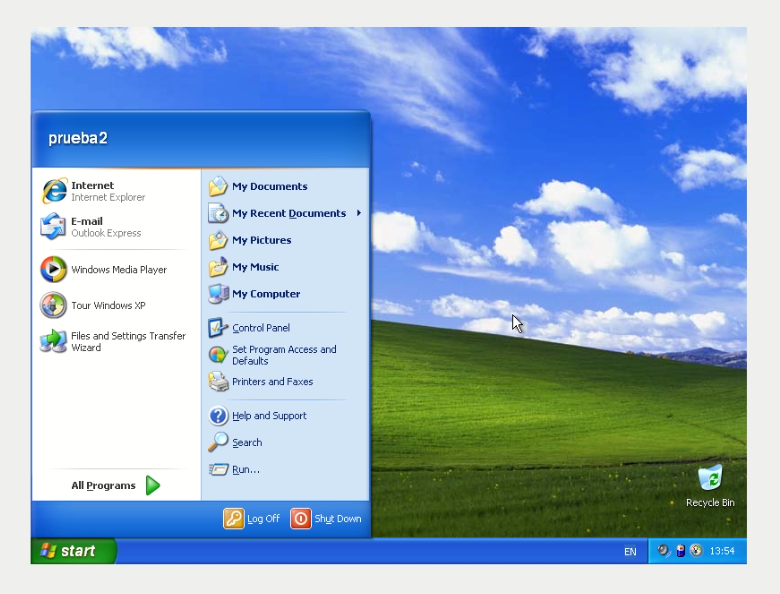 prueba2
Internet
Internet Explorer
E-mail
Outlook Express
Windows Media Player
Tour Windows XP
Files and Settings Transfer
Wizard
All Programs
My Documents
My Recent Documents
My Pictures
My Music
My Computer
Control Panel
Set Program Access and
Defaults
Printers and Faxes
Help and Support
Search
Run...
Log Off
Shut Down
Recycle Bin
start
EN
13:54